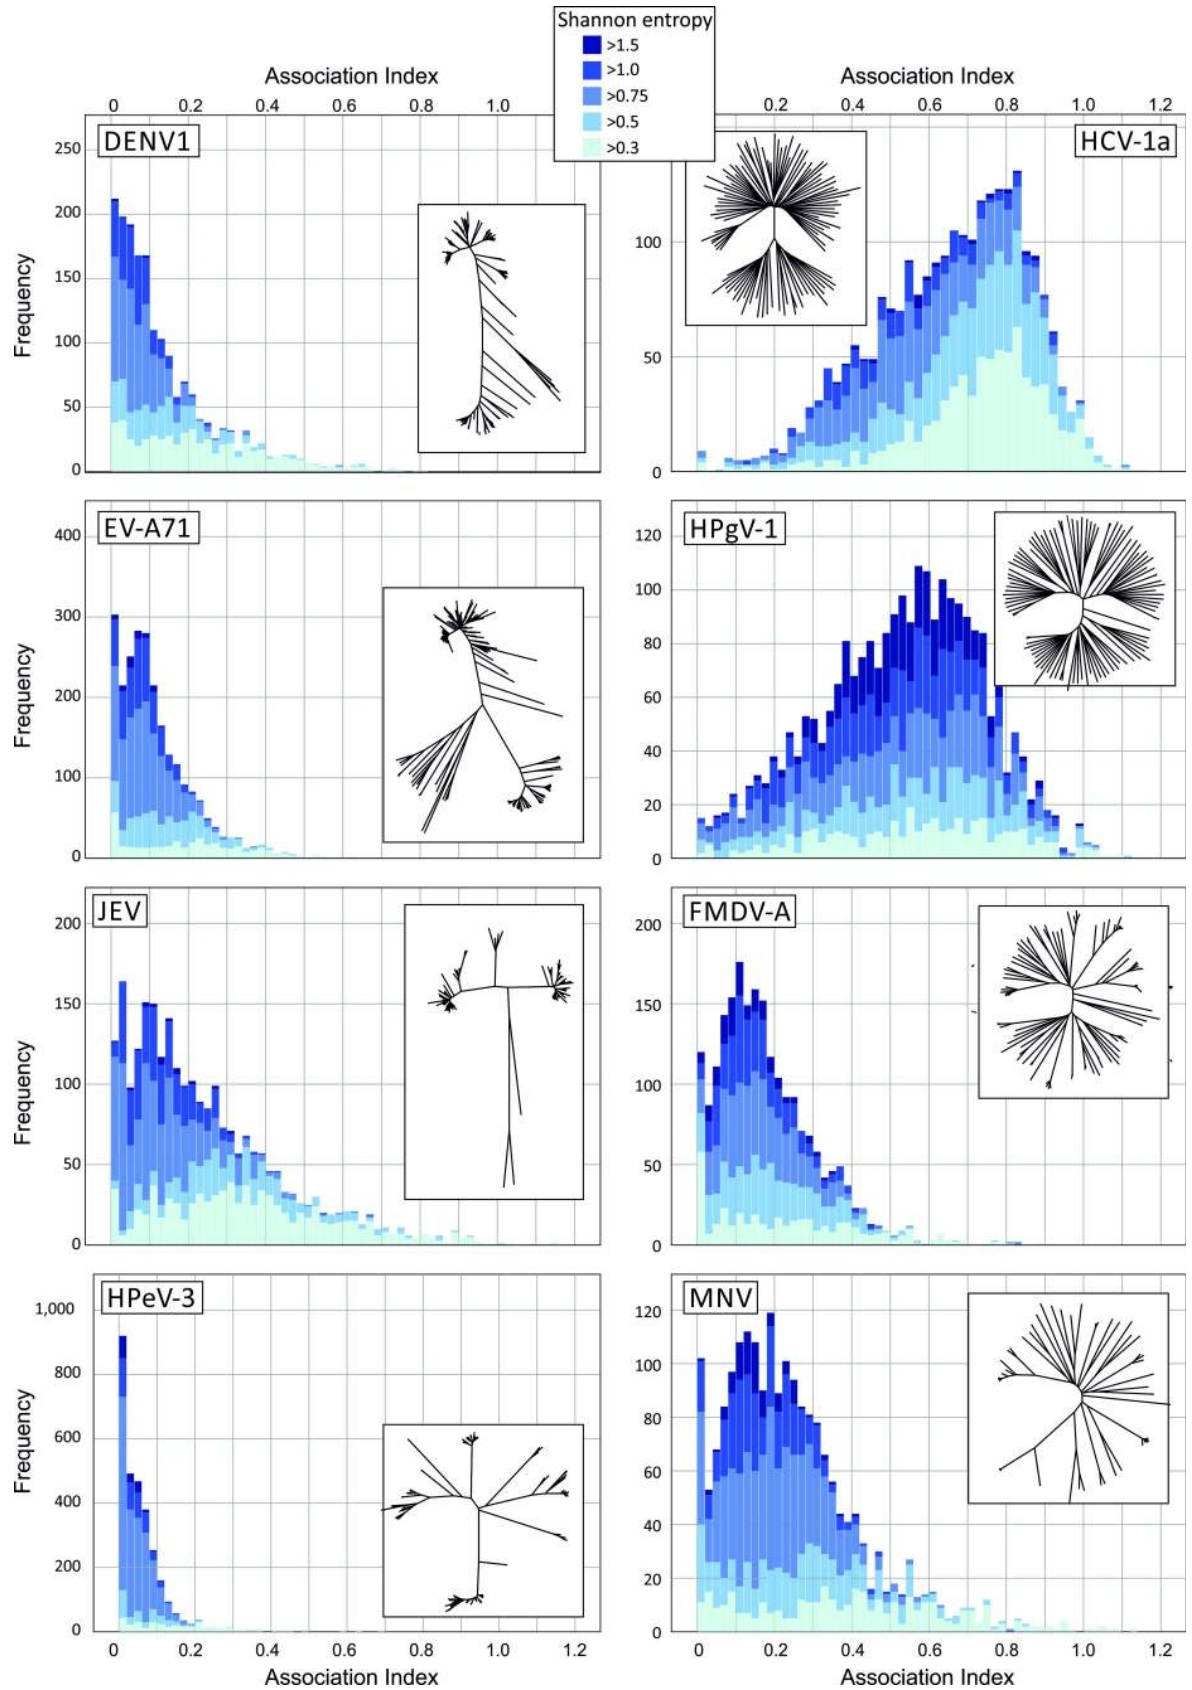 Shannon entropy
>1.5
>1.0
>0.75
>0.5
>0.3
Association Index
0 0.2 0.4 0.6 1.0
DENV1
Frequency
250
200
150
100
50
0
Association Index
0.2 0.4 0.6 0.8 1.0 1.2
HCV-1a
100
50
0
EV-A71
Frequency
400
300
200
100
0
HPgV-1
120
100
80
60
40
20
0
JEV
Frequency
200
150
100
50
0
FMDV-A
200
150
100
50
0
HPeV-3
Frequency
1,000
800
600
400
200
0
0 0.2 0.4 0.6 0.8 1.0 1.2
Association Index
MNV
120
100
80
60
40
20
0
0 0.2 0.4 0.6 0.8 1.0 1.2
Association Index